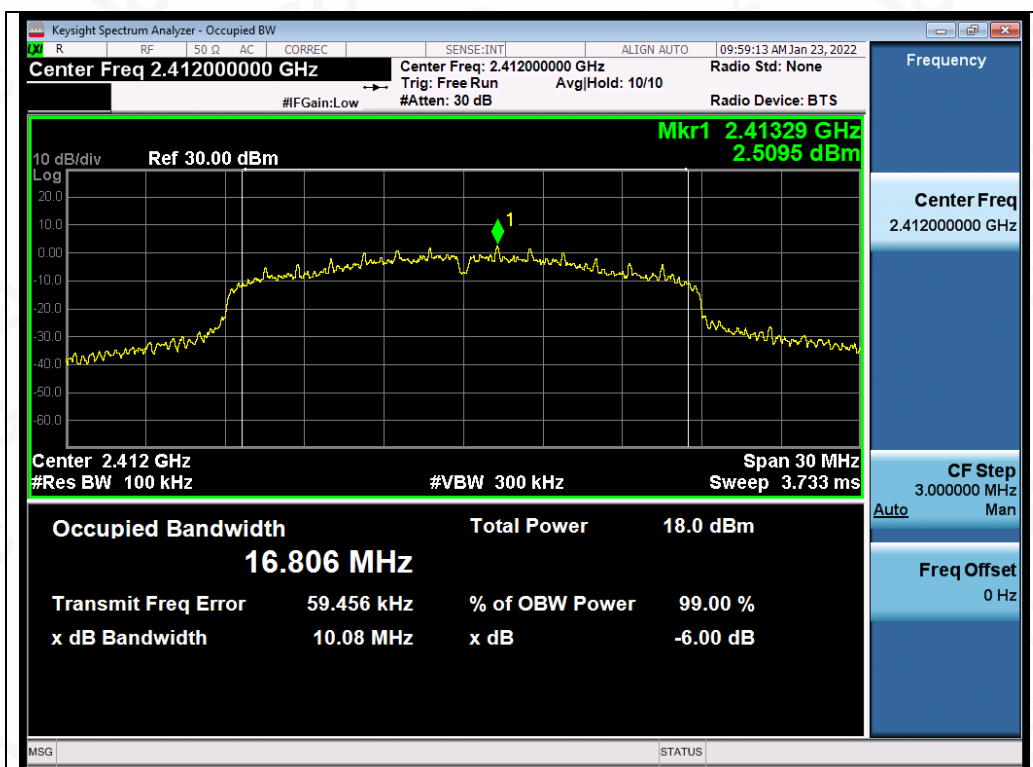 Keysight Spectrum Analyzer - Occupied BW
LXI R RF 50 Ω AC CORREC SENSE:INT ALIGN AUTO 09:59:13 AM Jan 23, 2022
Center Freq 2.412000000 GHz
Center Freq: 2.412000000 GHz
Radio Std: None
Trig: Free Run Avg|Hold: 10/10
#IFGain:Low #Atten: 30 dB Radio Device: BTS
Frequency
Mkr1 2.41329 GHz
2.5095 dBm
10 dB/div Ref 30.00 dBm
Log
20.0
10.0
0.00
-10.0
-20.0
-30.0
-40.0
-50.0
-60.0
1
Center 2.412 GHz Span 30 MHz
#Res BW 100 kHz #VBW 300 kHz Sweep 3.733 ms
Center Freq
2.412000000 GHz
CF Step
3.000000 MHz
Auto Man
Freq Offset
0 Hz
Occupied Bandwidth Total Power 18.0 dBm
16.806 MHz
Transmit Freq Error 59.456 kHz % of OBW Power 99.00 %
x dB Bandwidth 10.08 MHz x dB -6.00 dB
MSG STATUS